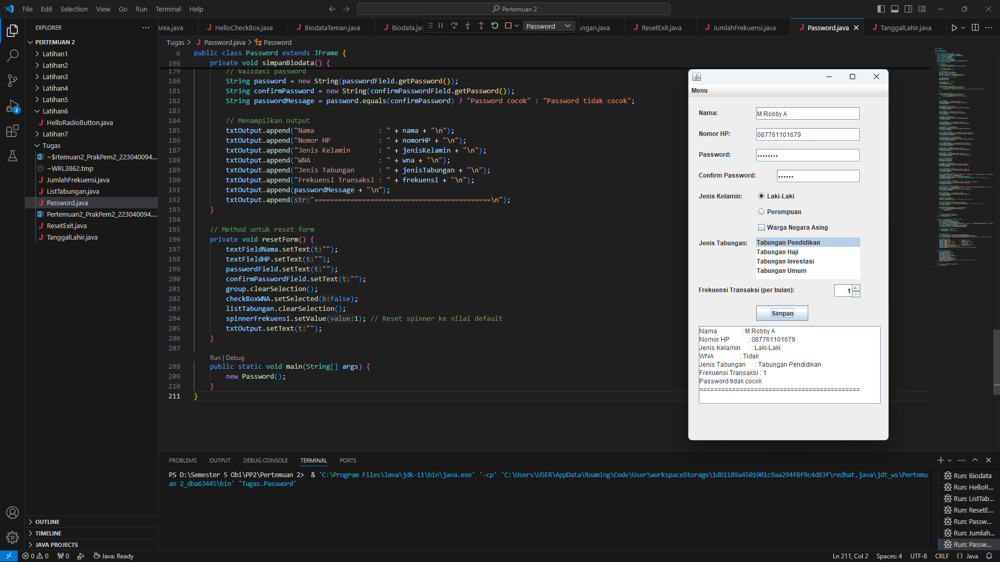 File Edit Selection View Go Run Terminal Help
Pertemuan 2
EXPLORER
PERTEMUAN 2
Latihan1
Latihan2
Latihan3
Latihan4
Latihan5
Latihan6
HelloRadioButton.java
Latihan7
Tugas
~$rtemuan2_PrakPem2_223040094...
~WRL3862.tmp
JumlahFrekuensi.java
ListTabungan.java
Password.java
Pertemuan2_PrakPem2_223040094....
ResetExit.java
TanggalLahir.java
OUTLINE
TIMELINE
JAVA PROJECTS
Area.java HelloCheckBox.java BiodataTeman.java Biodata.jav Password ungan.java ResetExit.java JumlahFrekuensi.java Password.java TanggalLahir.java
Tugas > Password.java > Password
6 public class Password extends JFrame {
166 private void simpanBiodata() {
179 // Validasi password
180 String password = new String(passwordField.getPassword());
181 String confirmPassword = new String(confirmPasswordField.getPassword());
182 String passwordMessage = password.equals(confirmPassword) ? "Password cocok" : "Password tidak cocok";
183
184 // Menampilkan output
185 txtOutput.append("Nama : " + nama + "\n");
186 txtOutput.append("Nomor HP : " + nomorHP + "\n");
187 txtOutput.append("Jenis Kelamin : " + jenisKelamin + "\n");
188 txtOutput.append("WNA : " + wna + "\n");
189 txtOutput.append("Jenis Tabungan : " + jenisTabungan + "\n");
190 txtOutput.append("Frekuensi Transaksi : " + frekuensi + "\n");
191 txtOutput.append(passwordMessage + "\n");
192 txtOutput.append(str:"============================================\n");
193 }
194
195 // Method untuk reset form
196 private void resetForm() {
197 textFieldNama.setText(t:"");
198 textFieldHP.setText(t:"");
199 passwordField.setText(t:"");
200 confirmPasswordField.setText(t:"");
201 group.clearSelection();
202 checkBoxWNA.setSelected(b:false);
203 listTabungan.clearSelection();
204 spinnerFrekuensi.setValue(value:1); // Reset spinner ke nilai default
205 txtOutput.setText(t:"");
206 }
207
Run | Debug
208 public static void main(String[] args) {
209 new Password();
210 }
211 }
Menu
Nama: M Robby A
Nomor HP: 087761101679
Password: ••••••••
Confirm Password: ••••••
Jenis Kelamin: Laki-Laki
Perempuan
Warga Negara Asing
Jenis Tabungan: Tabungan Pendidikan
Tabungan Haji
Tabungan Investasi
Tabungan Umum
Frekuensi Transaksi (per bulan): 1
Simpan
Nama : M Robby A
Nomor HP : 087761101679
Jenis Kelamin : Laki-Laki
WNA : Tidak
Jenis Tabungan : Tabungan Pendidikan
Frekuensi Transaksi : 1
Password tidak cocok
============================================
PROBLEMS OUTPUT DEBUG CONSOLE TERMINAL PORTS
PS D:\Semester 5 Obi\PP2\Pertemuan 2> & 'C:\Program Files\Java\jdk-11\bin\java.exe' '-cp' 'C:\Users\USER\AppData\Roaming\Code\User\workspaceStorage\1d61189a4501901c9aa294f8f9c4d83f\redhat.java\jdt_ws\Pertemu
an 2_dba63445\bin' 'Tugas.Password'
Run: Biodata
Run: HelloR...
Run: ListTab...
Run: ResetE...
Run: Passw...
Run: Jumlah...
Run: Passw...
2
0 0 0 Java: Ready Ln 211, Col 2 Spaces: 4 UTF-8 CRLF {} Java